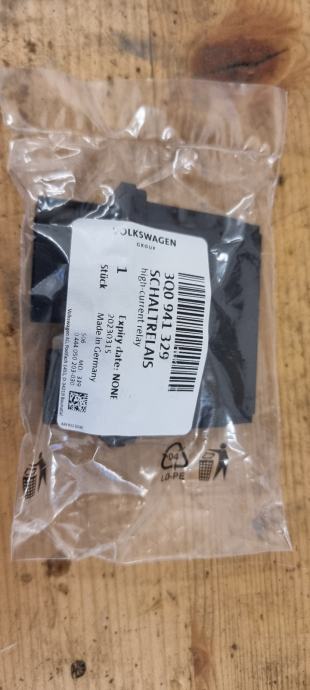 VOLKSWAGEN
GROUP
3Q0 941 329
SCHALTRELAIS
high-current relay
1
Stück
Expiry date: NONE
20230315
Made in Germany
04
LD-PE